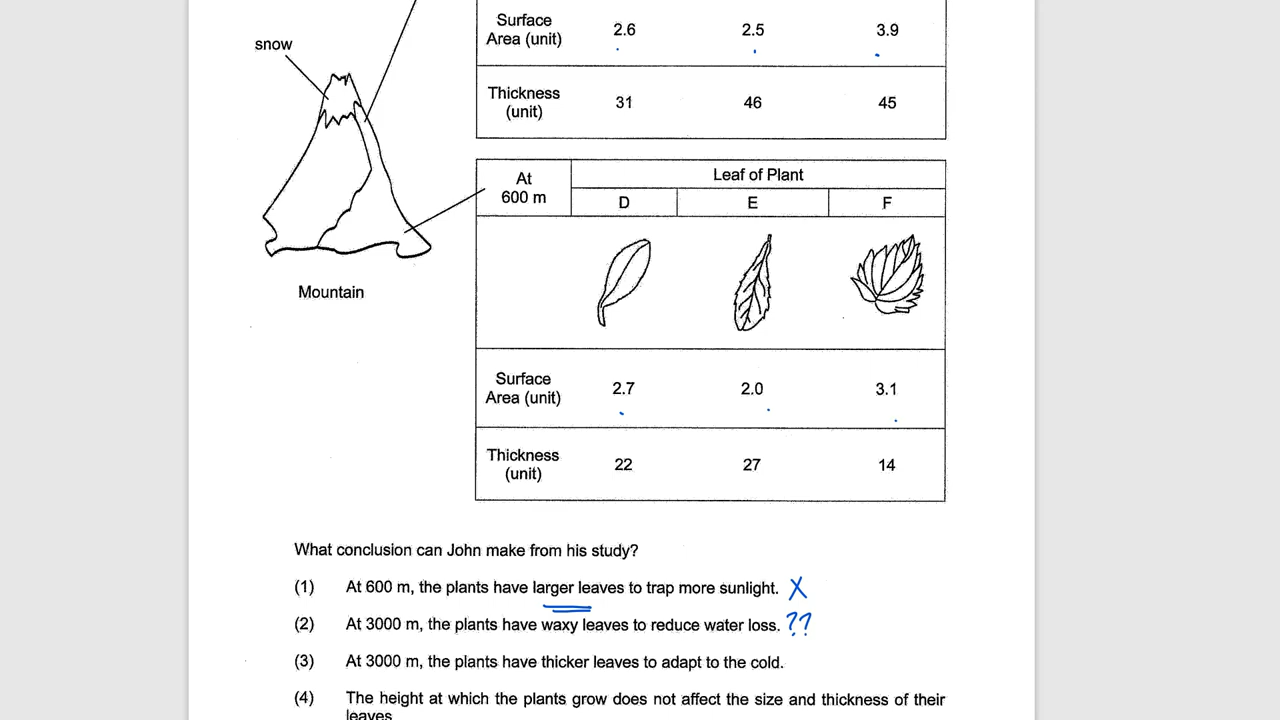 snow
Surface
Area (unit)
2.6 2.5 3.9
Thickness
(unit)
31 46 45
At
600 m
Leaf of Plant
D E F
Mountain
Surface
Area (unit)
2.7 2.0 3.1
Thickness
(unit)
22 27 14
What conclusion can John make from his study?
(1) At 600 m, the plants have larger leaves to trap more sunlight. X
(2) At 3000 m, the plants have waxy leaves to reduce water loss. ??
(3) At 3000 m, the plants have thicker leaves to adapt to the cold.
(4) The height at which the plants grow does not affect the size and thickness of their
leaves